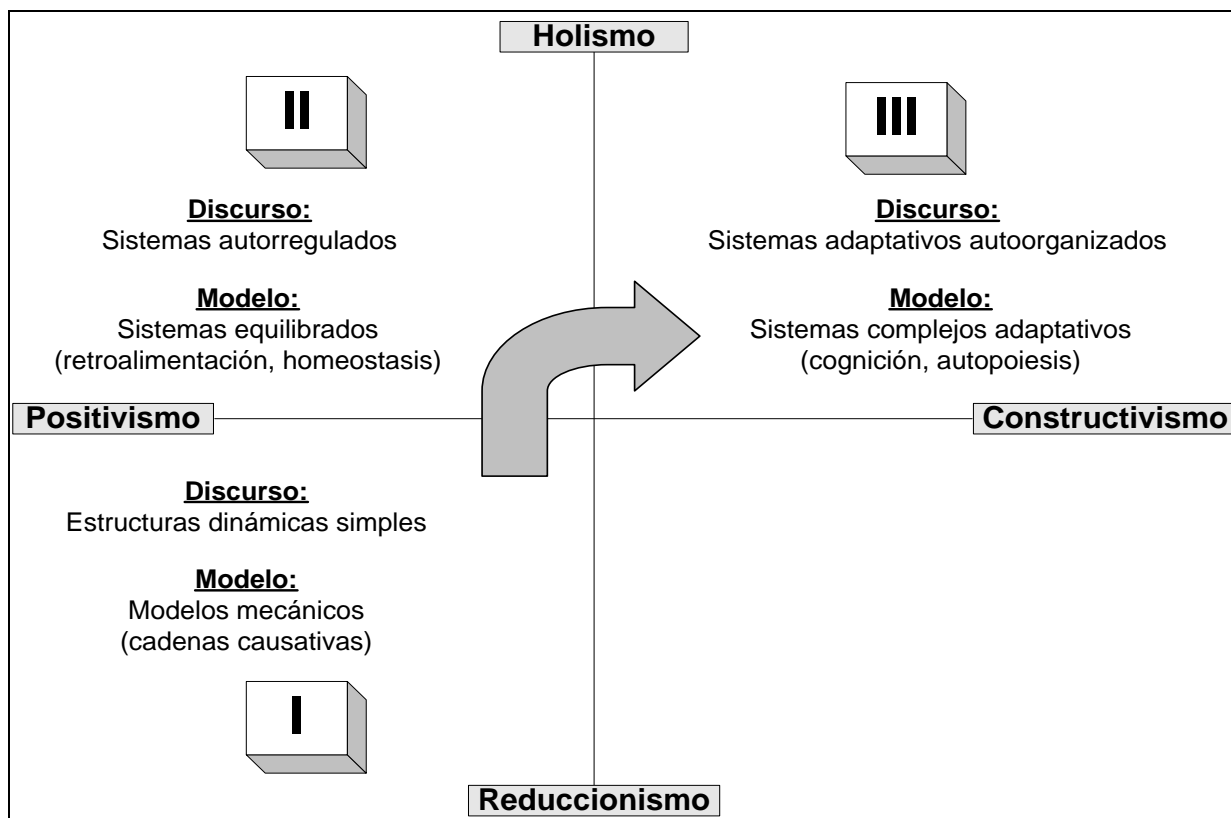 Holismo
II
Discurso:
Sistemas autorregulados
Modelo:
Sistemas equilibrados
(retroalimentación, homeostasis)
III
Discurso:
Sistemas adaptativos autoorganizados
Modelo:
Sistemas complejos adaptativos
(cognición, autopoiesis)
Positivismo
Constructivismo
Discurso:
Estructuras dinámicas simples
Modelo:
Modelos mecánicos
(cadenas causativas)
I
Reduccionismo